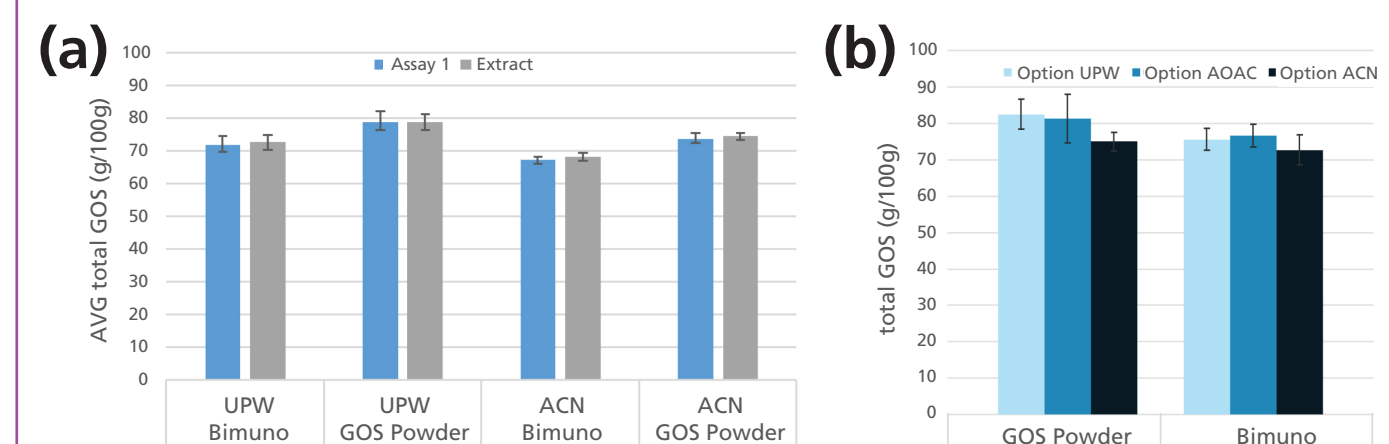 (a)
AVG total GOS (g/100g)
100
90
80
70
60
50
40
30
20
10
0
Assay 1 Extract
UPW
Bimuno
UPW
GOS Powder
ACN
Bimuno
ACN
GOS Powder
(b)
total GOS (g/100g)
100
90
80
70
60
50
40
30
20
10
0
Option UPW Option AOAC Option ACN
GOS Powder
Bimuno